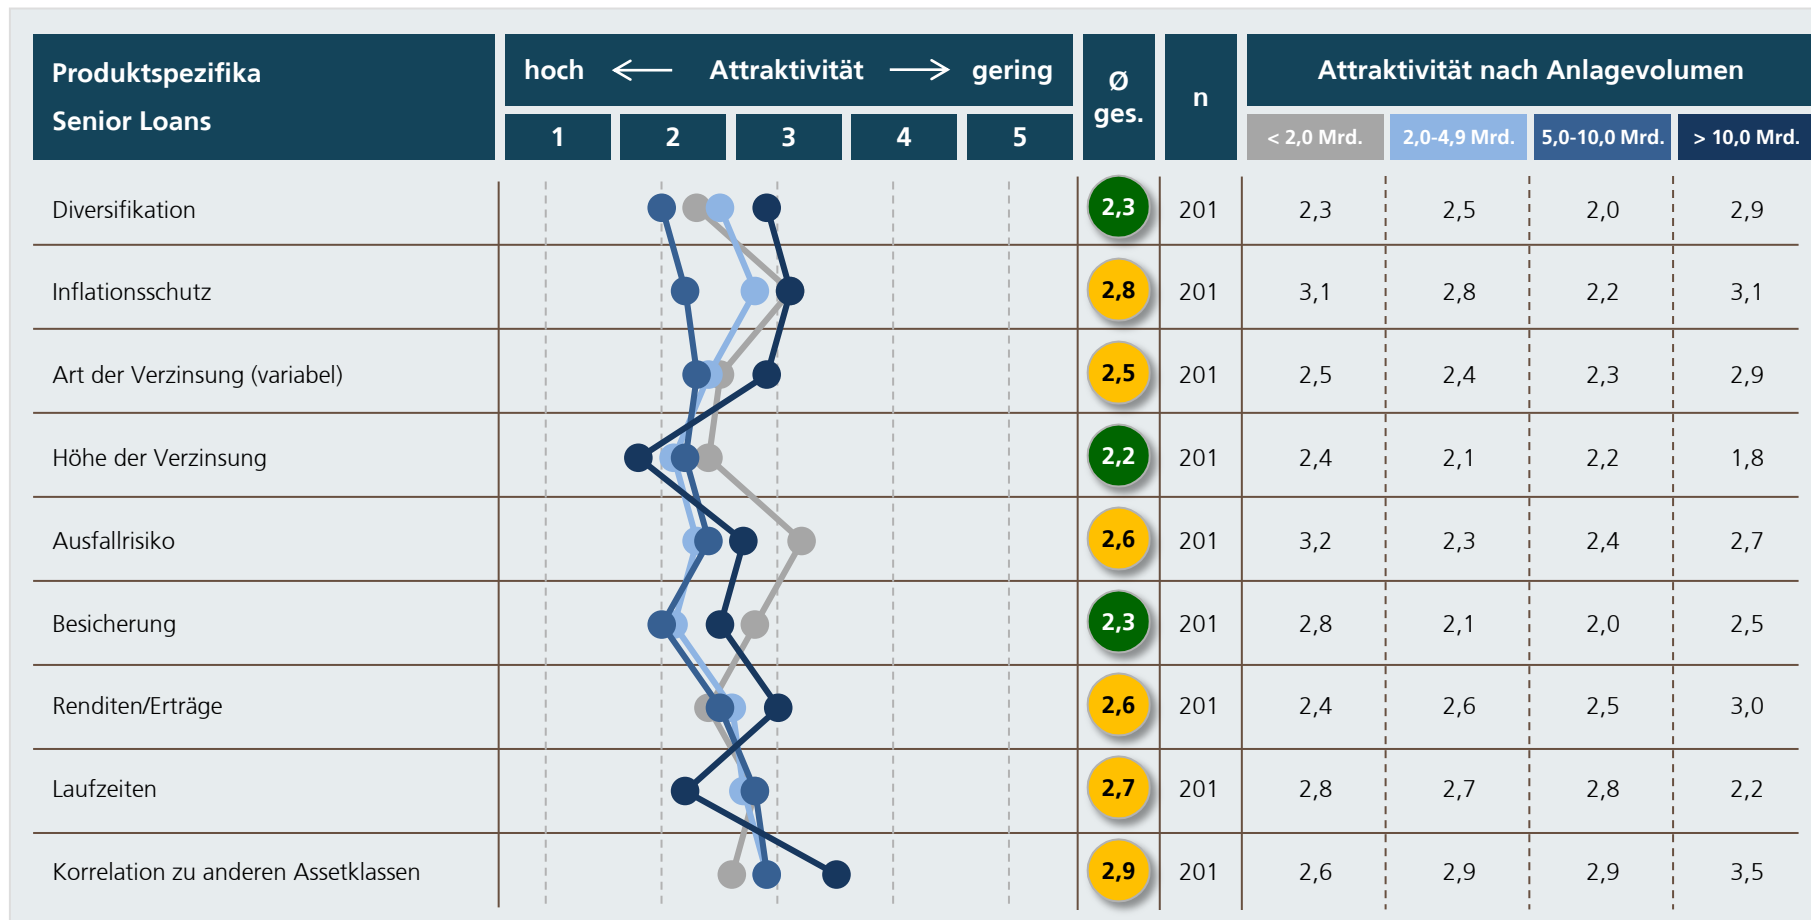 Produktspezifika
Senior Loans
hoch ← Attraktivität → gering
1 2 3 4 5
Ø
ges.
n
Attraktivität nach Anlagevolumen
< 2,0 Mrd. 2,0-4,9 Mrd. 5,0-10,0 Mrd. > 10,0 Mrd.
Diversifikation 2,3 201 2,3 2,5 2,0 2,9
Inflationsschutz 2,8 201 3,1 2,8 2,2 3,1
Art der Verzinsung (variabel) 2,5 201 2,5 2,4 2,3 2,9
Höhe der Verzinsung 2,2 201 2,4 2,1 2,2 1,8
Ausfallrisiko 2,6 201 3,2 2,3 2,4 2,7
Besicherung 2,3 201 2,8 2,1 2,0 2,5
Renditen/Erträge 2,6 201 2,4 2,6 2,5 3,0
Laufzeiten 2,7 201 2,8 2,7 2,8 2,2
Korrelation zu anderen Assetklassen 2,9 201 2,6 2,9 2,9 3,5